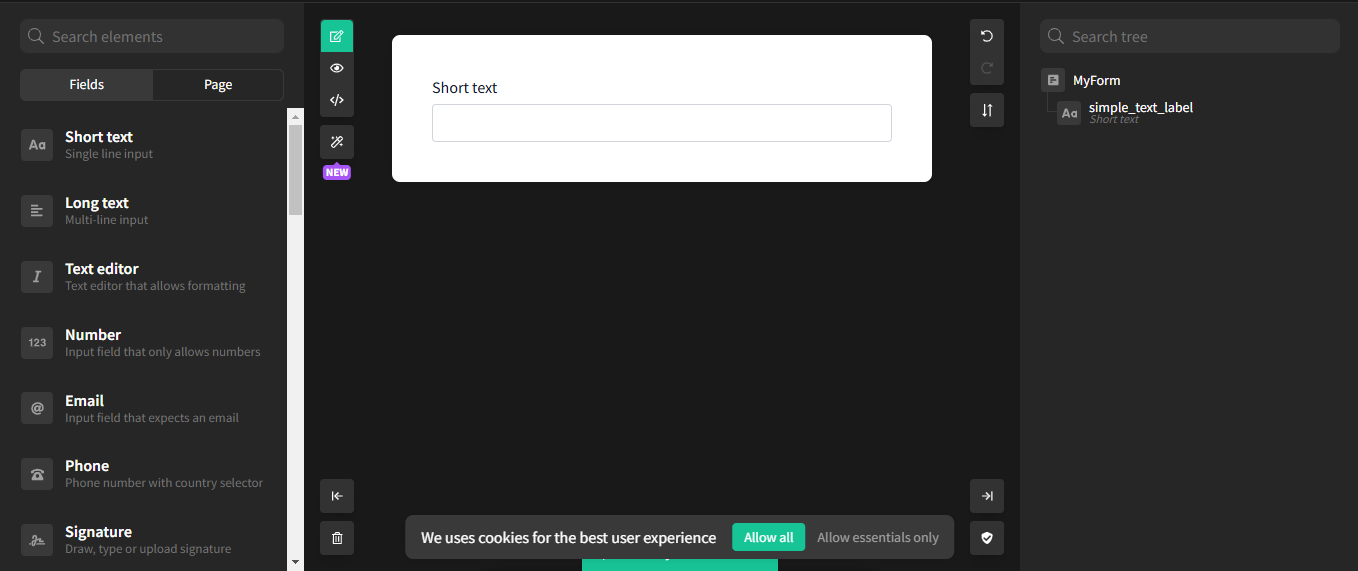 Search elements
Fields
Page
Aa
Short text
Single line input
Long text
Multi-line input
I
Text editor
Text editor that allows formatting
123
Number
Input field that only allows numbers
@
Email
Input field that expects an email
Phone
Phone number with country selector
Signature
Draw, type or upload signature
</>
NEW
Short text
We uses cookies for the best user experience
Allow all
Allow essentials only
Search tree
MyForm
Aa
simple_text_label
Short text